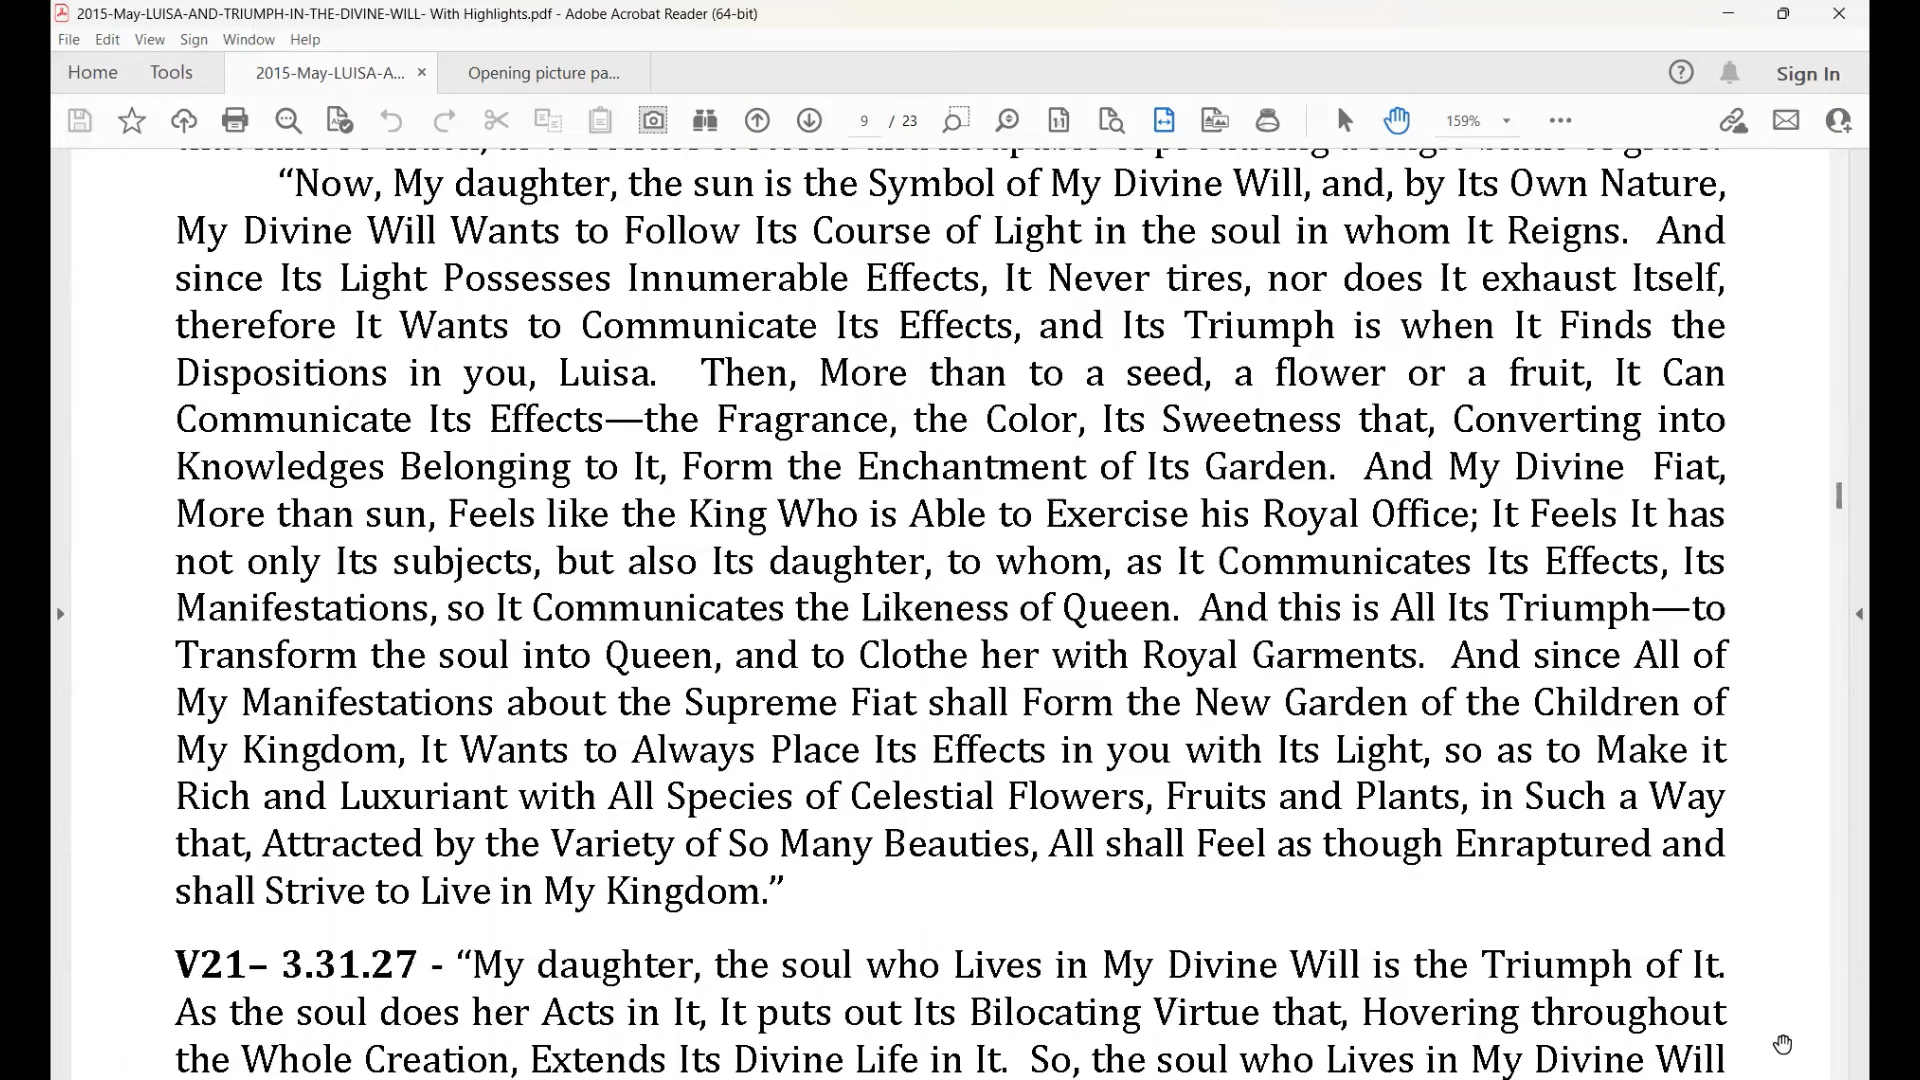 2015-May-LUISA-AND-TRIUMPH-IN-THE-DIVINE-WILL- With Highlights.pdf - Adobe Acrobat Reader (64-bit)
File Edit View Sign Window Help
Home Tools 2015-May-LUISA-A... × Opening picture pa... Sign In
9 / 23 159%
“Now, My daughter, the sun is the Symbol of My Divine Will, and, by Its Own Nature,
My Divine Will Wants to Follow Its Course of Light in the soul in whom It Reigns. And
since Its Light Possesses Innumerable Effects, It Never tires, nor does It exhaust Itself,
therefore It Wants to Communicate Its Effects, and Its Triumph is when It Finds the
Dispositions in you, Luisa. Then, More than to a seed, a flower or a fruit, It Can
Communicate Its Effects—the Fragrance, the Color, Its Sweetness that, Converting into
Knowledges Belonging to It, Form the Enchantment of Its Garden. And My Divine Fiat,
More than sun, Feels like the King Who is Able to Exercise his Royal Office; It Feels It has
not only Its subjects, but also Its daughter, to whom, as It Communicates Its Effects, Its
Manifestations, so It Communicates the Likeness of Queen. And this is All Its Triumph—to
Transform the soul into Queen, and to Clothe her with Royal Garments. And since All of
My Manifestations about the Supreme Fiat shall Form the New Garden of the Children of
My Kingdom, It Wants to Always Place Its Effects in you with Its Light, so as to Make it
Rich and Luxuriant with All Species of Celestial Flowers, Fruits and Plants, in Such a Way
that, Attracted by the Variety of So Many Beauties, All shall Feel as though Enraptured and
shall Strive to Live in My Kingdom.”
V21– 3.31.27 - “My daughter, the soul who Lives in My Divine Will is the Triumph of It.
As the soul does her Acts in It, It puts out Its Bilocating Virtue that, Hovering throughout
the Whole Creation, Extends Its Divine Life in It. So, the soul who Lives in My Divine Will